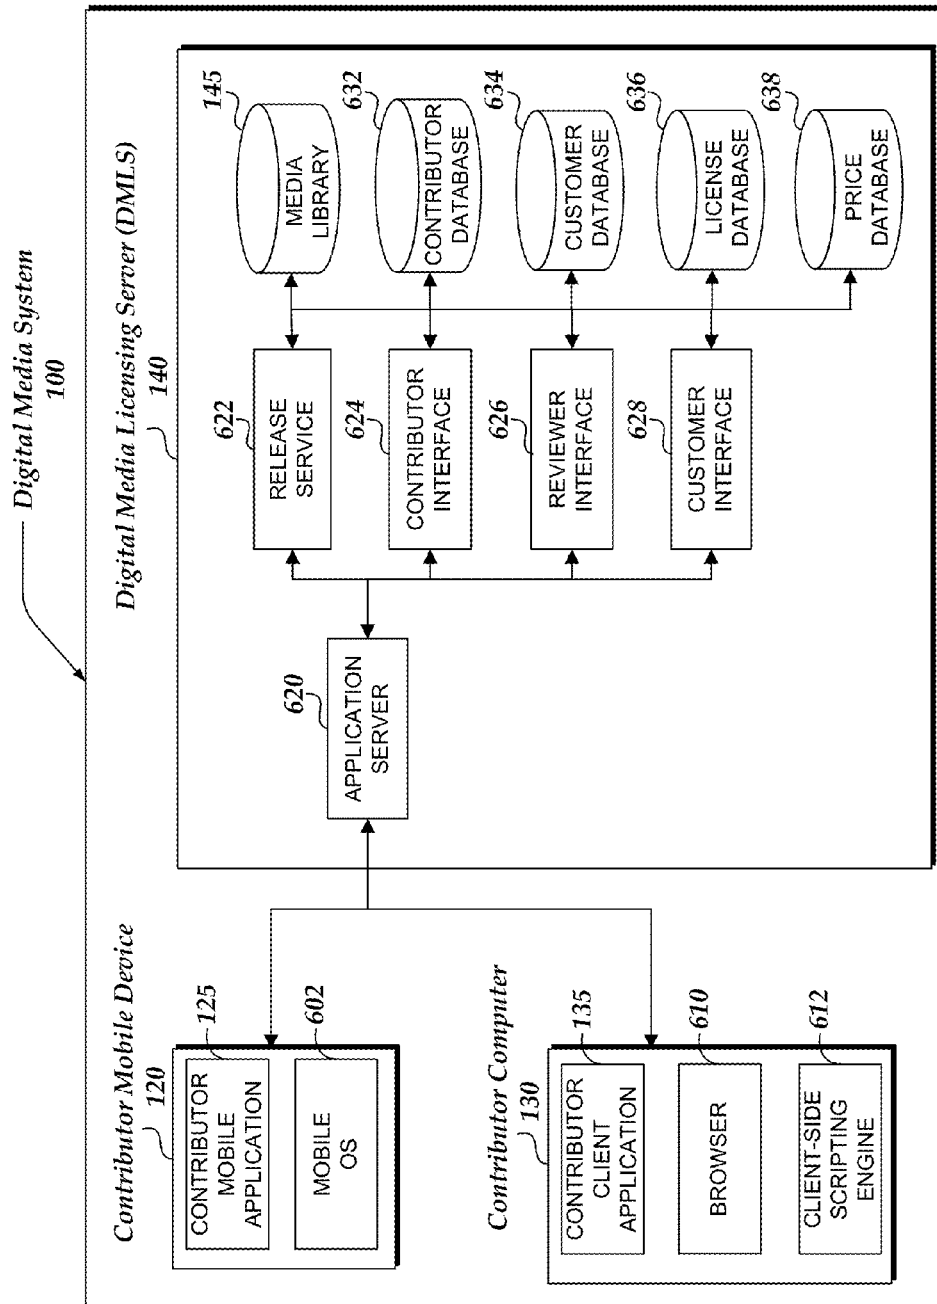 Digital Media System
100
Contributor Mobile Device
120
125
CONTRIBUTOR
MOBILE
APPLICATION
602
MOBILE
OS
Contributor Computer
130
135
CONTRIBUTOR
CLIENT
APPLICATION
610
BROWSER
612
CLIENT-SIDE
SCRIPTING
ENGINE
Digital Media Licensing Server (DMLS)
140
620
APPLICATION
SERVER
622
RELEASE
SERVICE
624
CONTRIBUTOR
INTERFACE
626
REVIEWER
INTERFACE
628
CUSTOMER
INTERFACE
145
MEDIA
LIBRARY
632
CONTRIBUTOR
DATABASE
634
CUSTOMER
DATABASE
636
LICENSE
DATABASE
638
PRICE
DATABASE